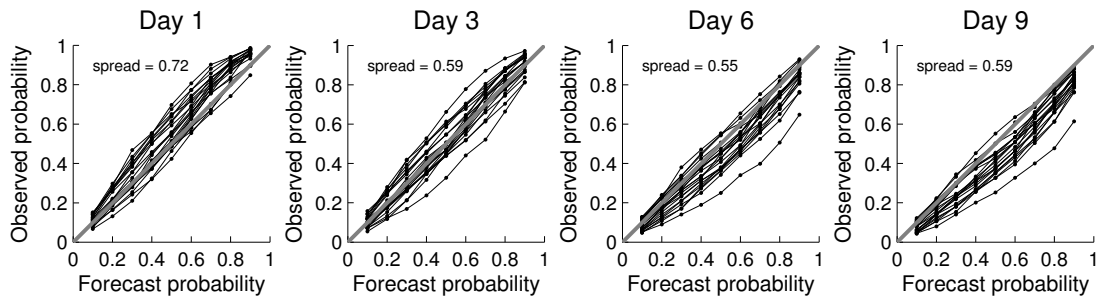 Day 1
Day 3
Day 6
Day 9
spread = 0.72
spread = 0.59
spread = 0.55
spread = 0.59
Observed probability
1
0.8
0.6
0.4
0.2
0
0 0.2 0.4 0.6 0.8 1
Forecast probability
Observed probability
1
0.8
0.6
0.4
0.2
0
0 0.2 0.4 0.6 0.8 1
Forecast probability
Observed probability
1
0.8
0.6
0.4
0.2
0
0 0.2 0.4 0.6 0.8 1
Forecast probability
Observed probability
1
0.8
0.6
0.4
0.2
0
0 0.2 0.4 0.6 0.8 1
Forecast probability